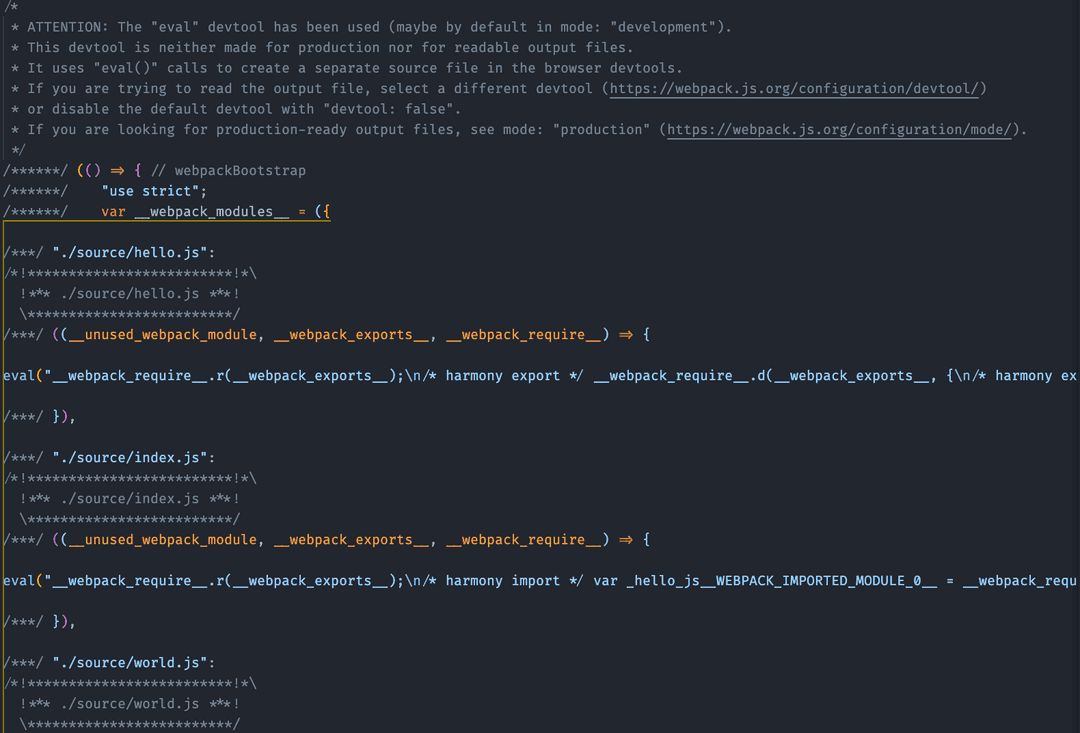 /*
 * ATTENTION: The "eval" devtool has been used (maybe by default in mode: "development").
 * This devtool is neither made for production nor for readable output files.
 * It uses "eval()" calls to create a separate source file in the browser devtools.
 * If you are trying to read the output file, select a different devtool (https://webpack.js.org/configuration/devtool/)
 * or disable the default devtool with "devtool: false".
 * If you are looking for production-ready output files, see mode: "production" (https://webpack.js.org/configuration/mode/).
 */
/******/ (() => { // webpackBootstrap
/******/    "use strict";
/******/    var __webpack_modules__ = ({
/***/ "./source/hello.js":
/*!*************************!*\
  !*** ./source/hello.js ***!
  \*************************/
/***/ ((__unused_webpack_module, __webpack_exports__, __webpack_require__) => {
eval("__webpack_require__.r(__webpack_exports__);\n/* harmony export */ __webpack_require__.d(__webpack_exports__, {\n/* harmony ex
/***/ }),
/***/ "./source/index.js":
/*!*************************!*\
  !*** ./source/index.js ***!
  \*************************/
/***/ ((__unused_webpack_module, __webpack_exports__, __webpack_require__) => {
eval("__webpack_require__.r(__webpack_exports__);\n/* harmony import */ var _hello_js__WEBPACK_IMPORTED_MODULE_0__ = __webpack_requ
/***/ }),
/***/ "./source/world.js":
/*!*************************!*\
  !*** ./source/world.js ***!
  \*************************/